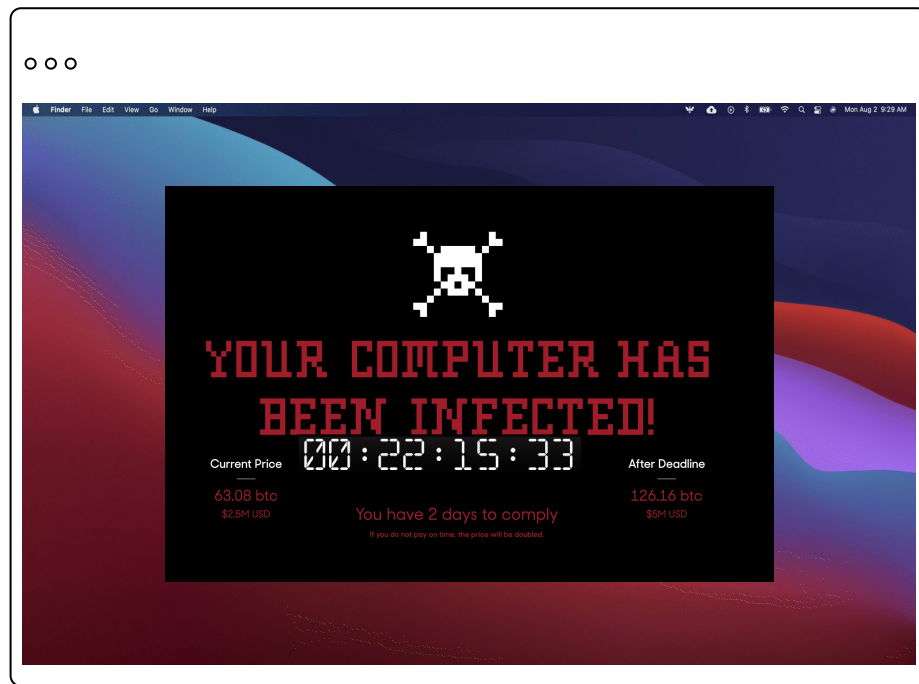 Finder File Edit View Go Window Help Mon Aug 2 9:29 AM
YOUR COMPUTER HAS
BEEN INFECTED!
00:22:15:33
Current Price
63.08 btc
$2.5M USD
You have 2 days to comply
If you do not pay on time, the price will be doubled.
After Deadline
126.16 btc
$5M USD